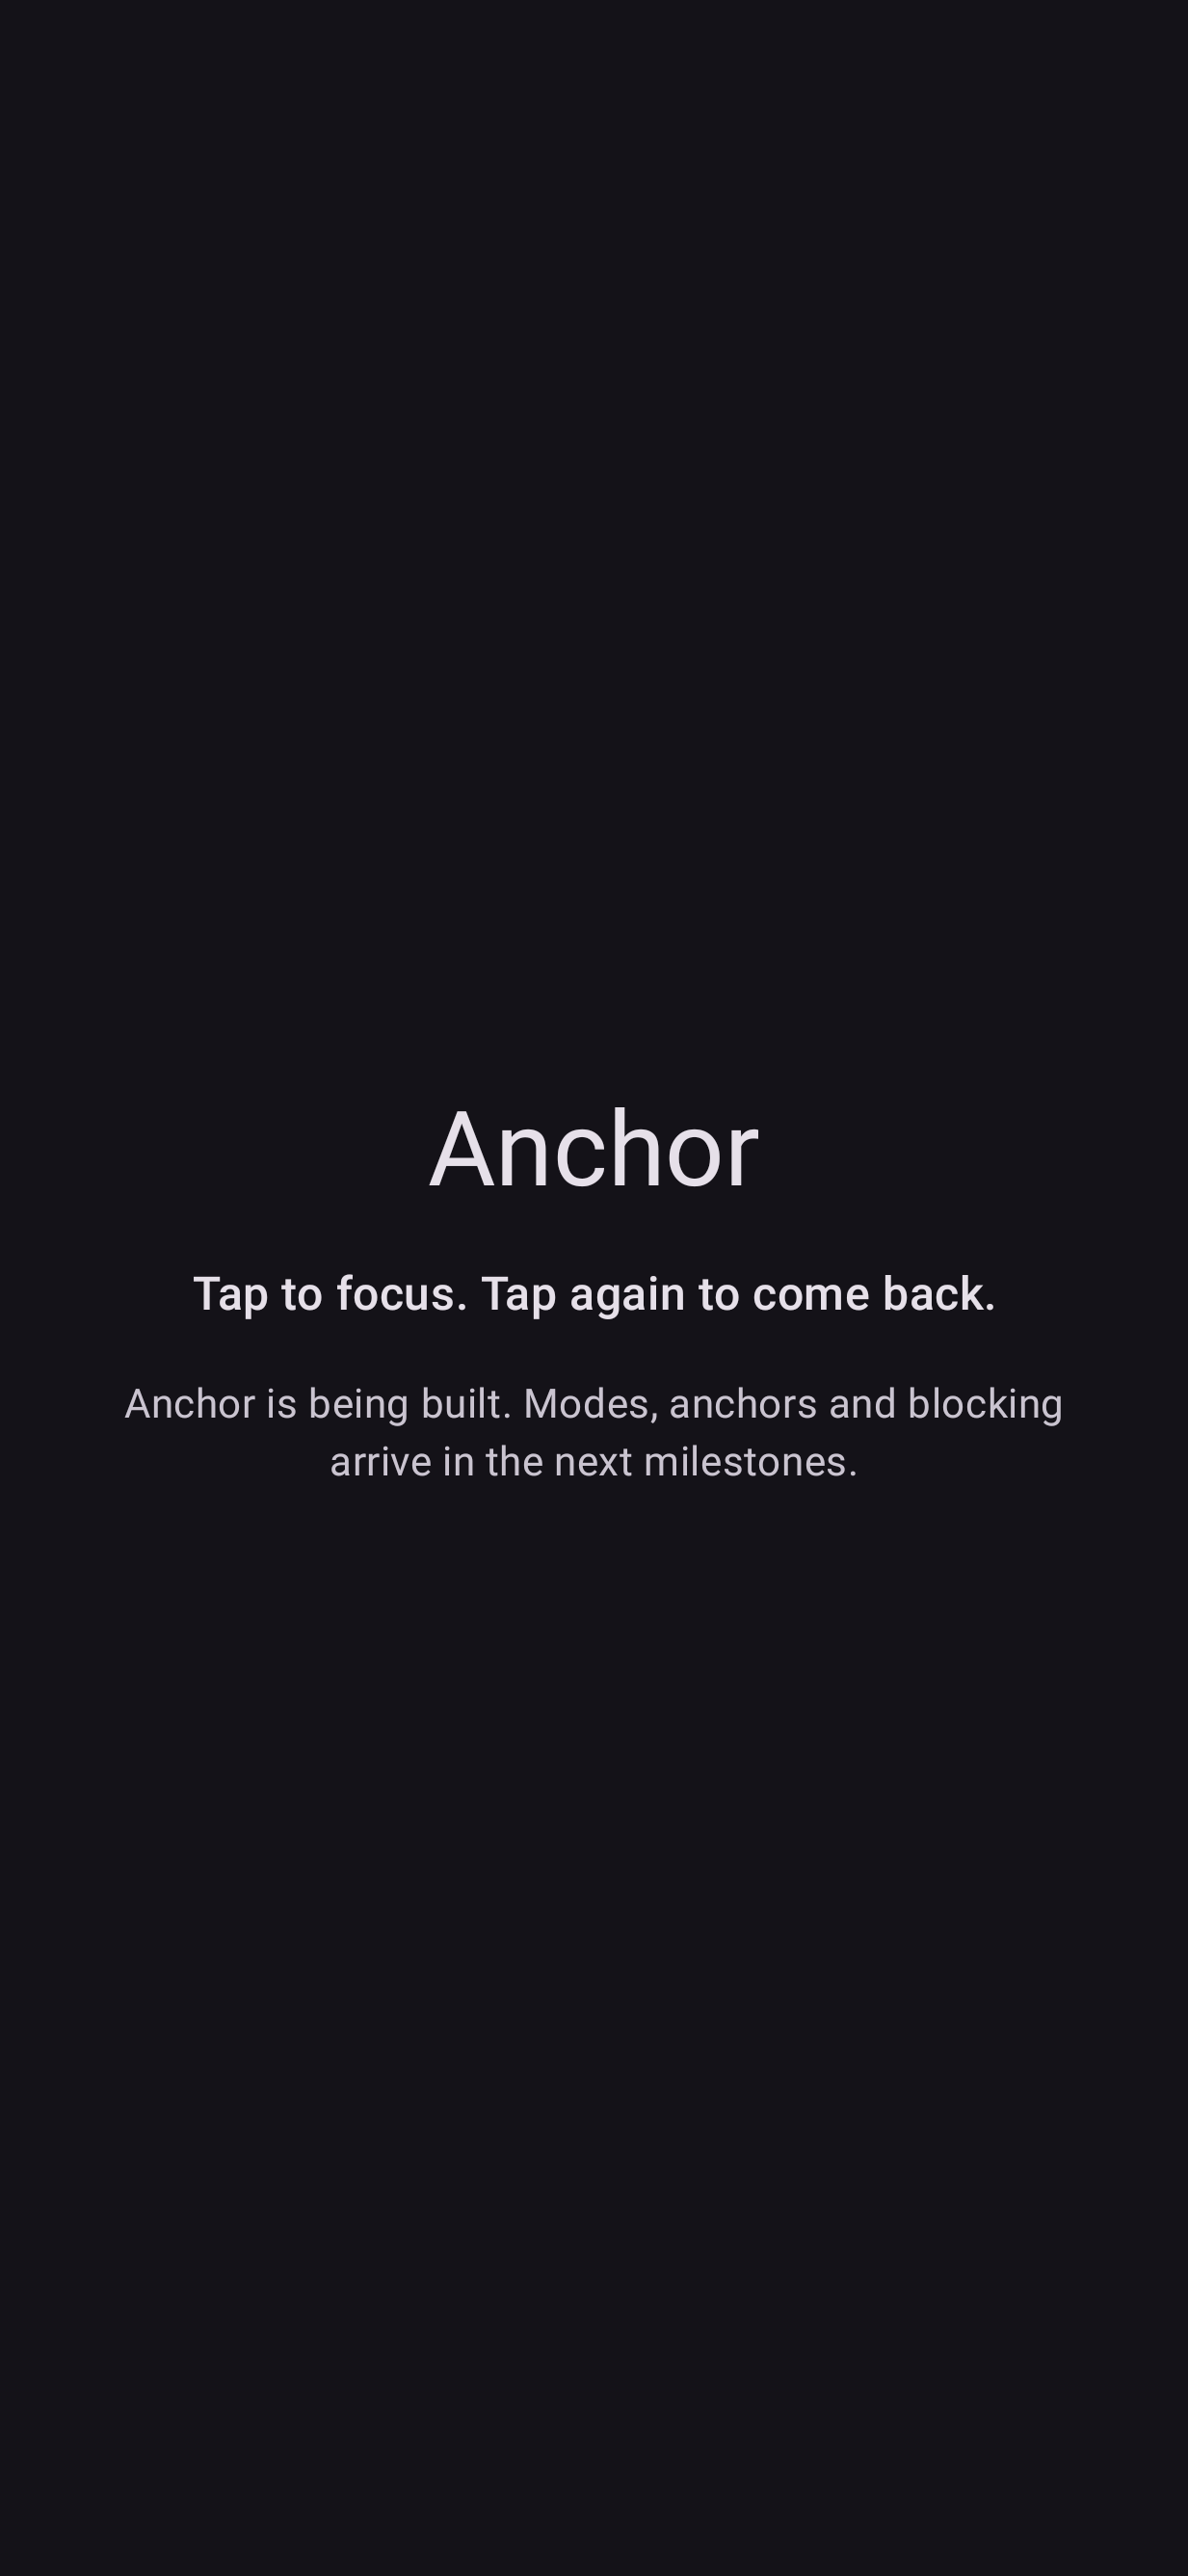 Anchor
Tap to focus. Tap again to come back.
Anchor is being built. Modes, anchors and blocking
arrive in the next milestones.